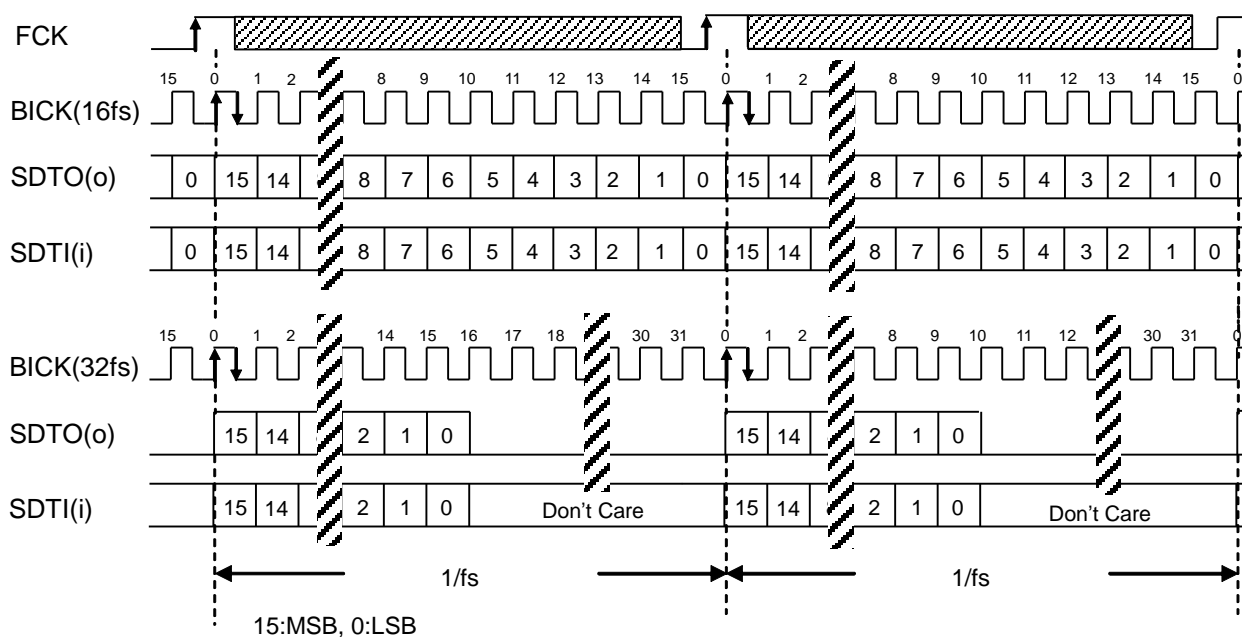 FCK
15 0 1 2 8 9 10 11 12 13 14 15 0 1 2 8 9 10 11 12 13 14 15 0
BICK(16fs)
SDTO(o) 0 15 14 8 7 6 5 4 3 2 1 0 15 14 8 7 6 5 4 3 2 1 0
SDTI(i) 0 15 14 8 7 6 5 4 3 2 1 0 15 14 8 7 6 5 4 3 2 1 0
15 0 1 2 14 15 16 17 18 30 31 0 1 2 8 9 10 11 12 30 31 0
BICK(32fs)
SDTO(o) 15 14 2 1 0 15 14 2 1 0
SDTI(i) 15 14 2 1 0 Don't Care 15 14 2 1 0 Don't Care
1/fs 1/fs
15:MSB, 0:LSB